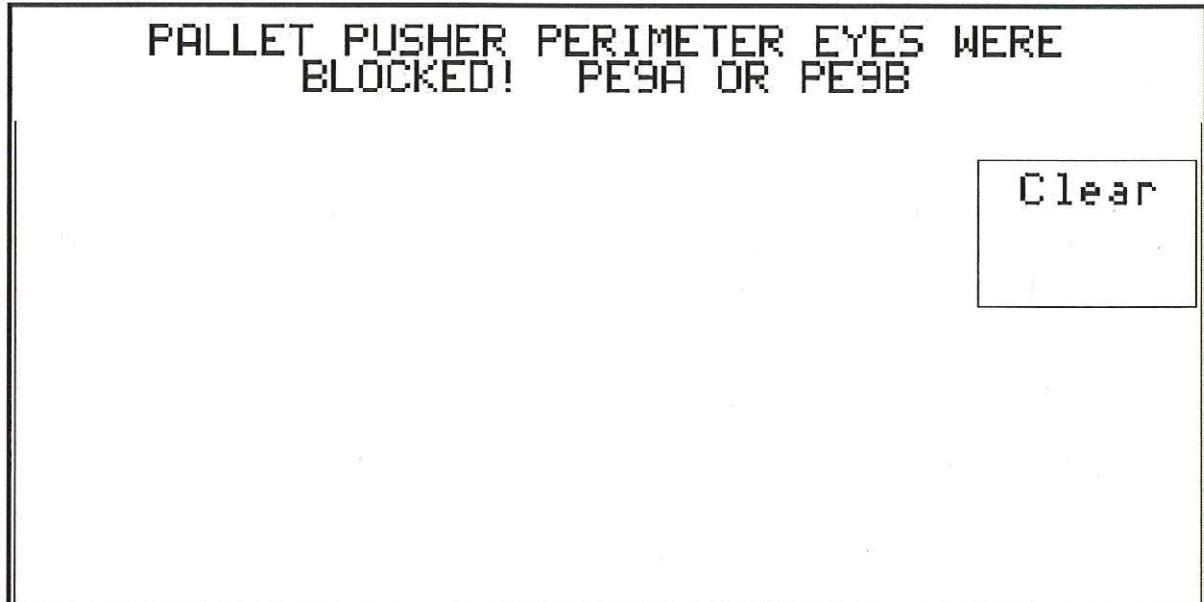 PALLET PUSHER PERIMETER EYES WERE
BLOCKED!  PE9A OR PE9B
Clear